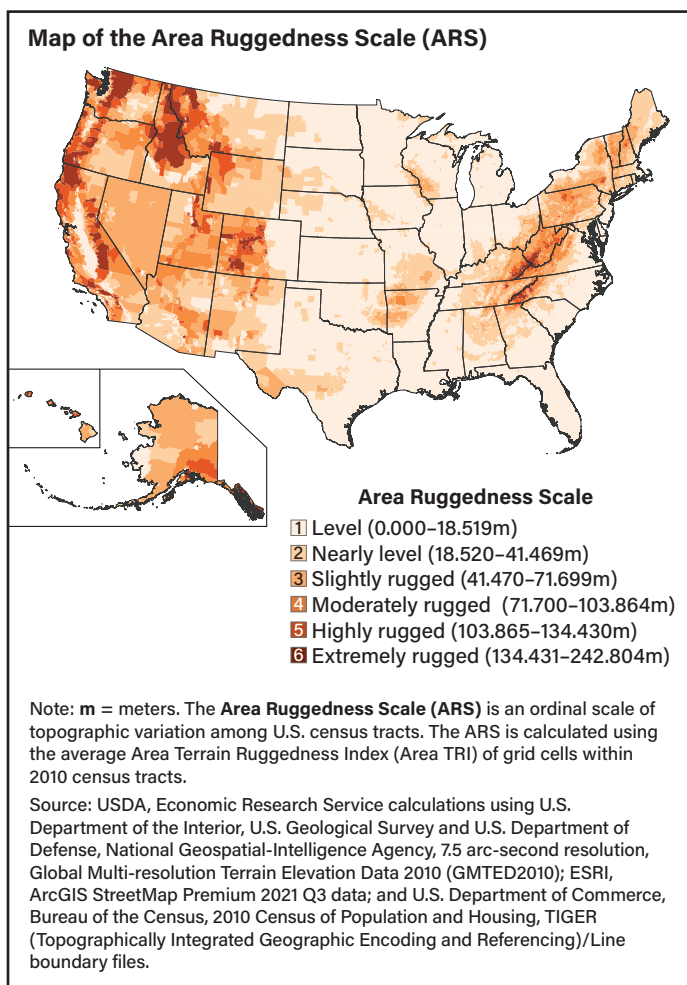 Map of the Area Ruggedness Scale (ARS)
Area Ruggedness Scale
1 Level (0.000–18.519m)
2 Nearly level (18.520–41.469m)
3 Slightly rugged (41.470–71.699m)
4 Moderately rugged (71.700–103.864m)
5 Highly rugged (103.865–134.430m)
6 Extremely rugged (134.431–242.804m)
Note: m = meters. The Area Ruggedness Scale (ARS) is an ordinal scale of
topographic variation among U.S. census tracts. The ARS is calculated using
the average Area Terrain Ruggedness Index (Area TRI) of grid cells within
2010 census tracts.
Source: USDA, Economic Research Service calculations using U.S.
Department of the Interior, U.S. Geological Survey and U.S. Department of
Defense, National Geospatial-Intelligence Agency, 7.5 arc-second resolution,
Global Multi-resolution Terrain Elevation Data 2010 (GMTED2010); ESRI,
ArcGIS StreetMap Premium 2021 Q3 data; and U.S. Department of Commerce,
Bureau of the Census, 2010 Census of Population and Housing, TIGER
(Topographically Integrated Geographic Encoding and Referencing)/Line
boundary files.